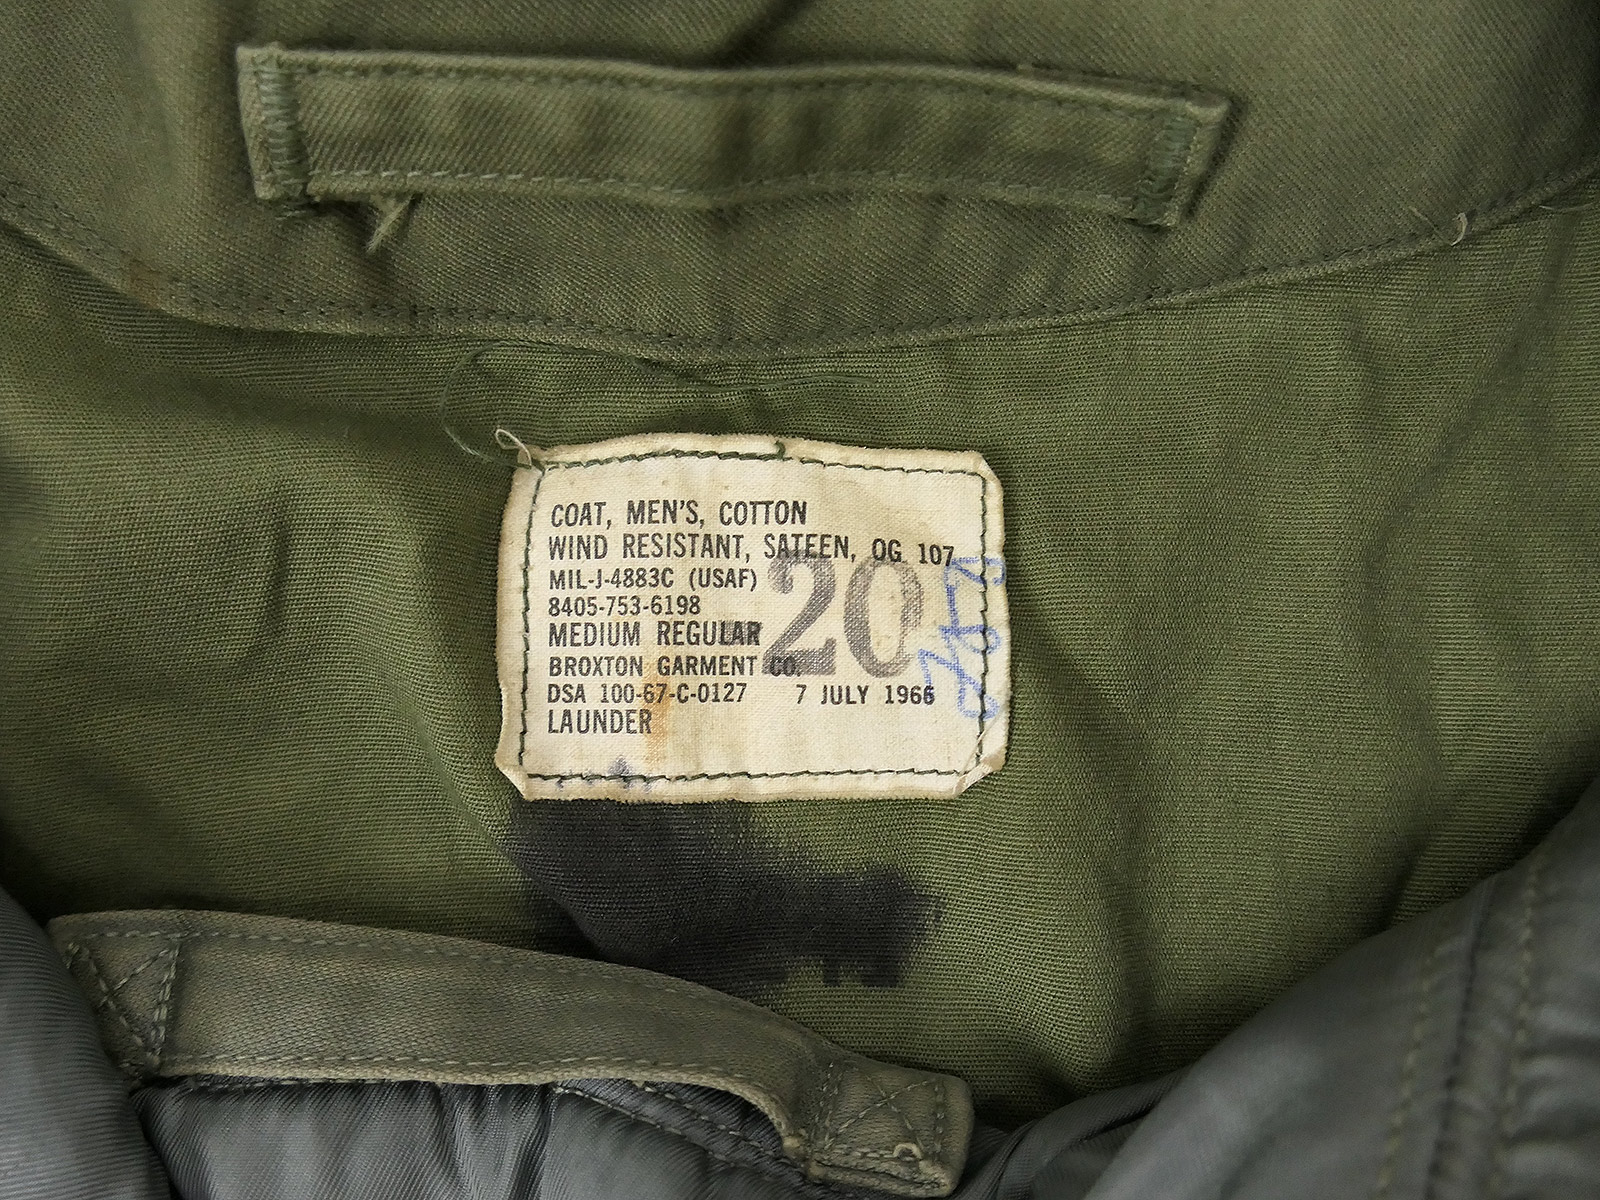 COAT, MEN'S, COTTON
WIND RESISTANT, SATEEN, OG 107
MIL-J-4883C (USAF)
8405-753-6198
MEDIUM REGULAR
BROXTON GARMENT CO.
DSA 100-67-C-0127 7 JULY 1966
LAUNDER
20